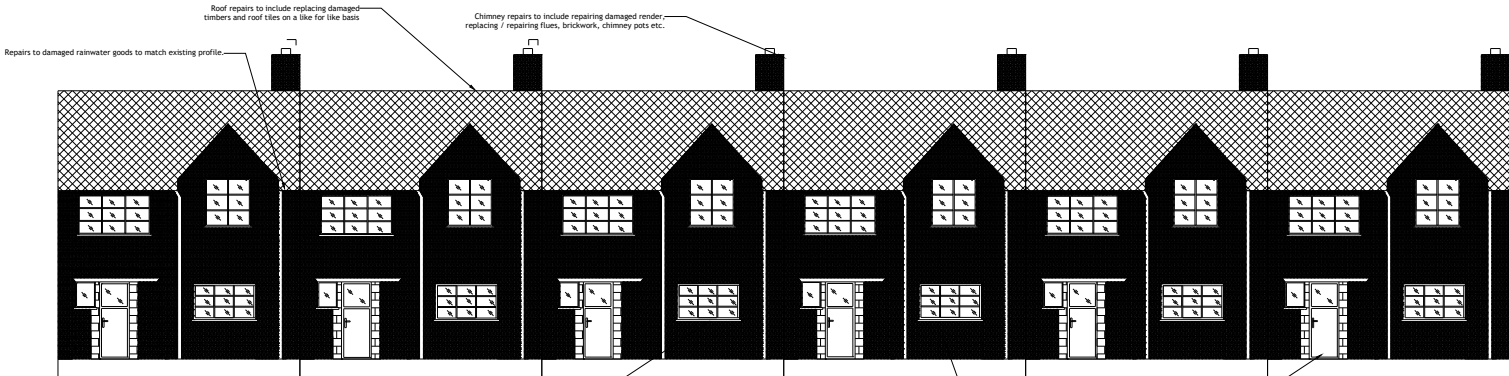 Roof repairs to include replacing damaged
timbers and roof tiles on a like for like basis
Chimney repairs to include repairing damaged render,
replacing / repairing flues, brickwork, chimney pots etc.
Repairs to damaged rainwater goods to match existing profile.